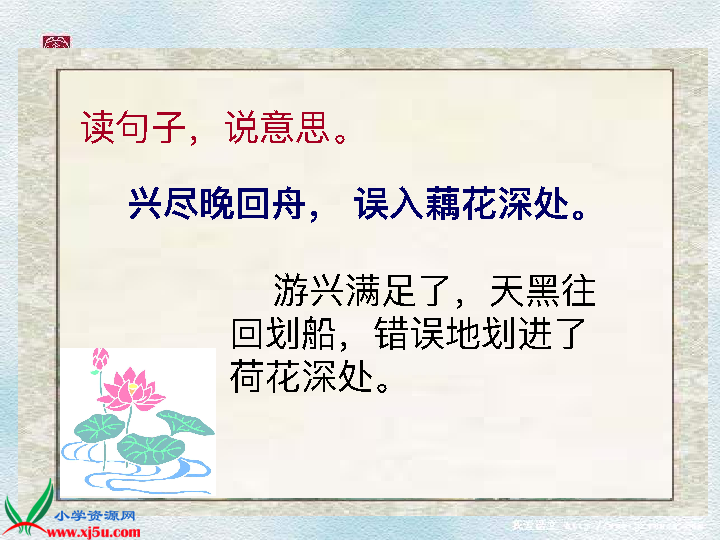 读句子，说意思。
兴尽晚回舟， 误入藕花深处。
游兴满足了，天黑往
回划船，错误地划进了
荷花深处。
小学资源网
www.xj5u.com